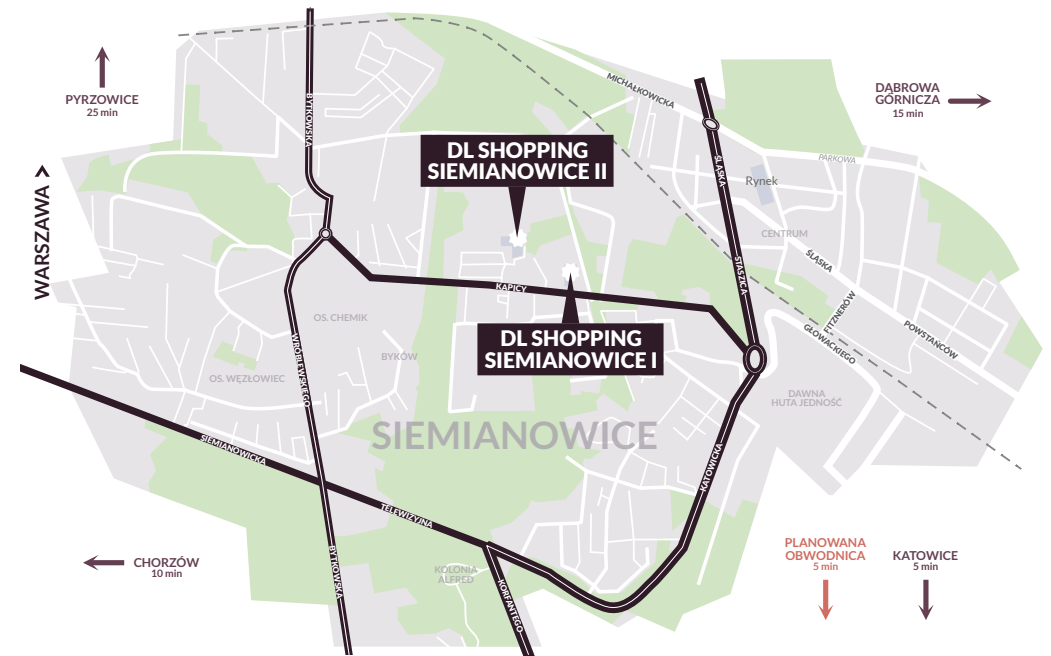 PYRZOWICE
25 min
WARSZAWA >
BYTKOWSKA
MICHAŁKOWICKA
DĄBROWA
GÓRNICZA
15 min
PARKOWA
DL SHOPPING
SIEMIANOWICE II
ŚLĄSKA
Rynek
CENTRUM
ŚLĄSKA
STASZICA
KAPICY
OS. CHEMIK
BYKÓW
DL SHOPPING
SIEMIANOWICE I
FITZNERÓW
GŁOWACKIEGO
POWSTAŃCÓW
WRÓBLEWSKIEGO
OS. WĘZŁOWIEC
DAWNA
HUTA JEDNOŚĆ
SIEMIANOWICE
SIEMIANOWICKA
KATOWICKA
TELEWIZYJNA
BYTKOWSKA
KOLONIA
ALFRED
KORFANTEGO
CHORZÓW
10 min
PLANOWANA
OBWODNICA
5 min
KATOWICE
5 min